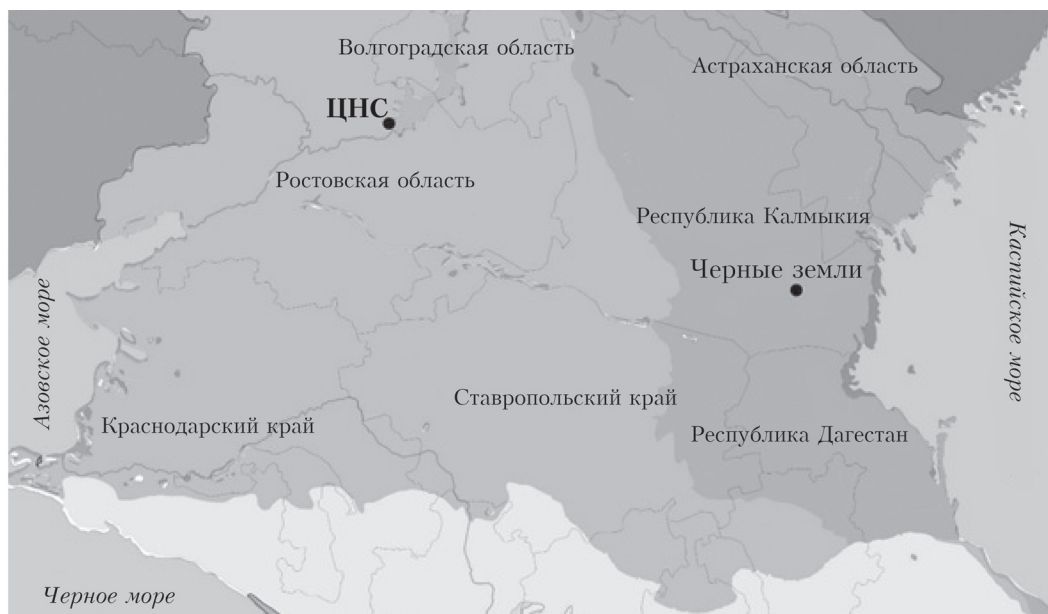 Волгоградская область
Астраханская область
ЦНС
Ростовская область
Республика Калмыкия
Черные земли
Каспийское море
Азовское море
Ставропольский край
Краснодарский край
Республика Дагестан
Черное море